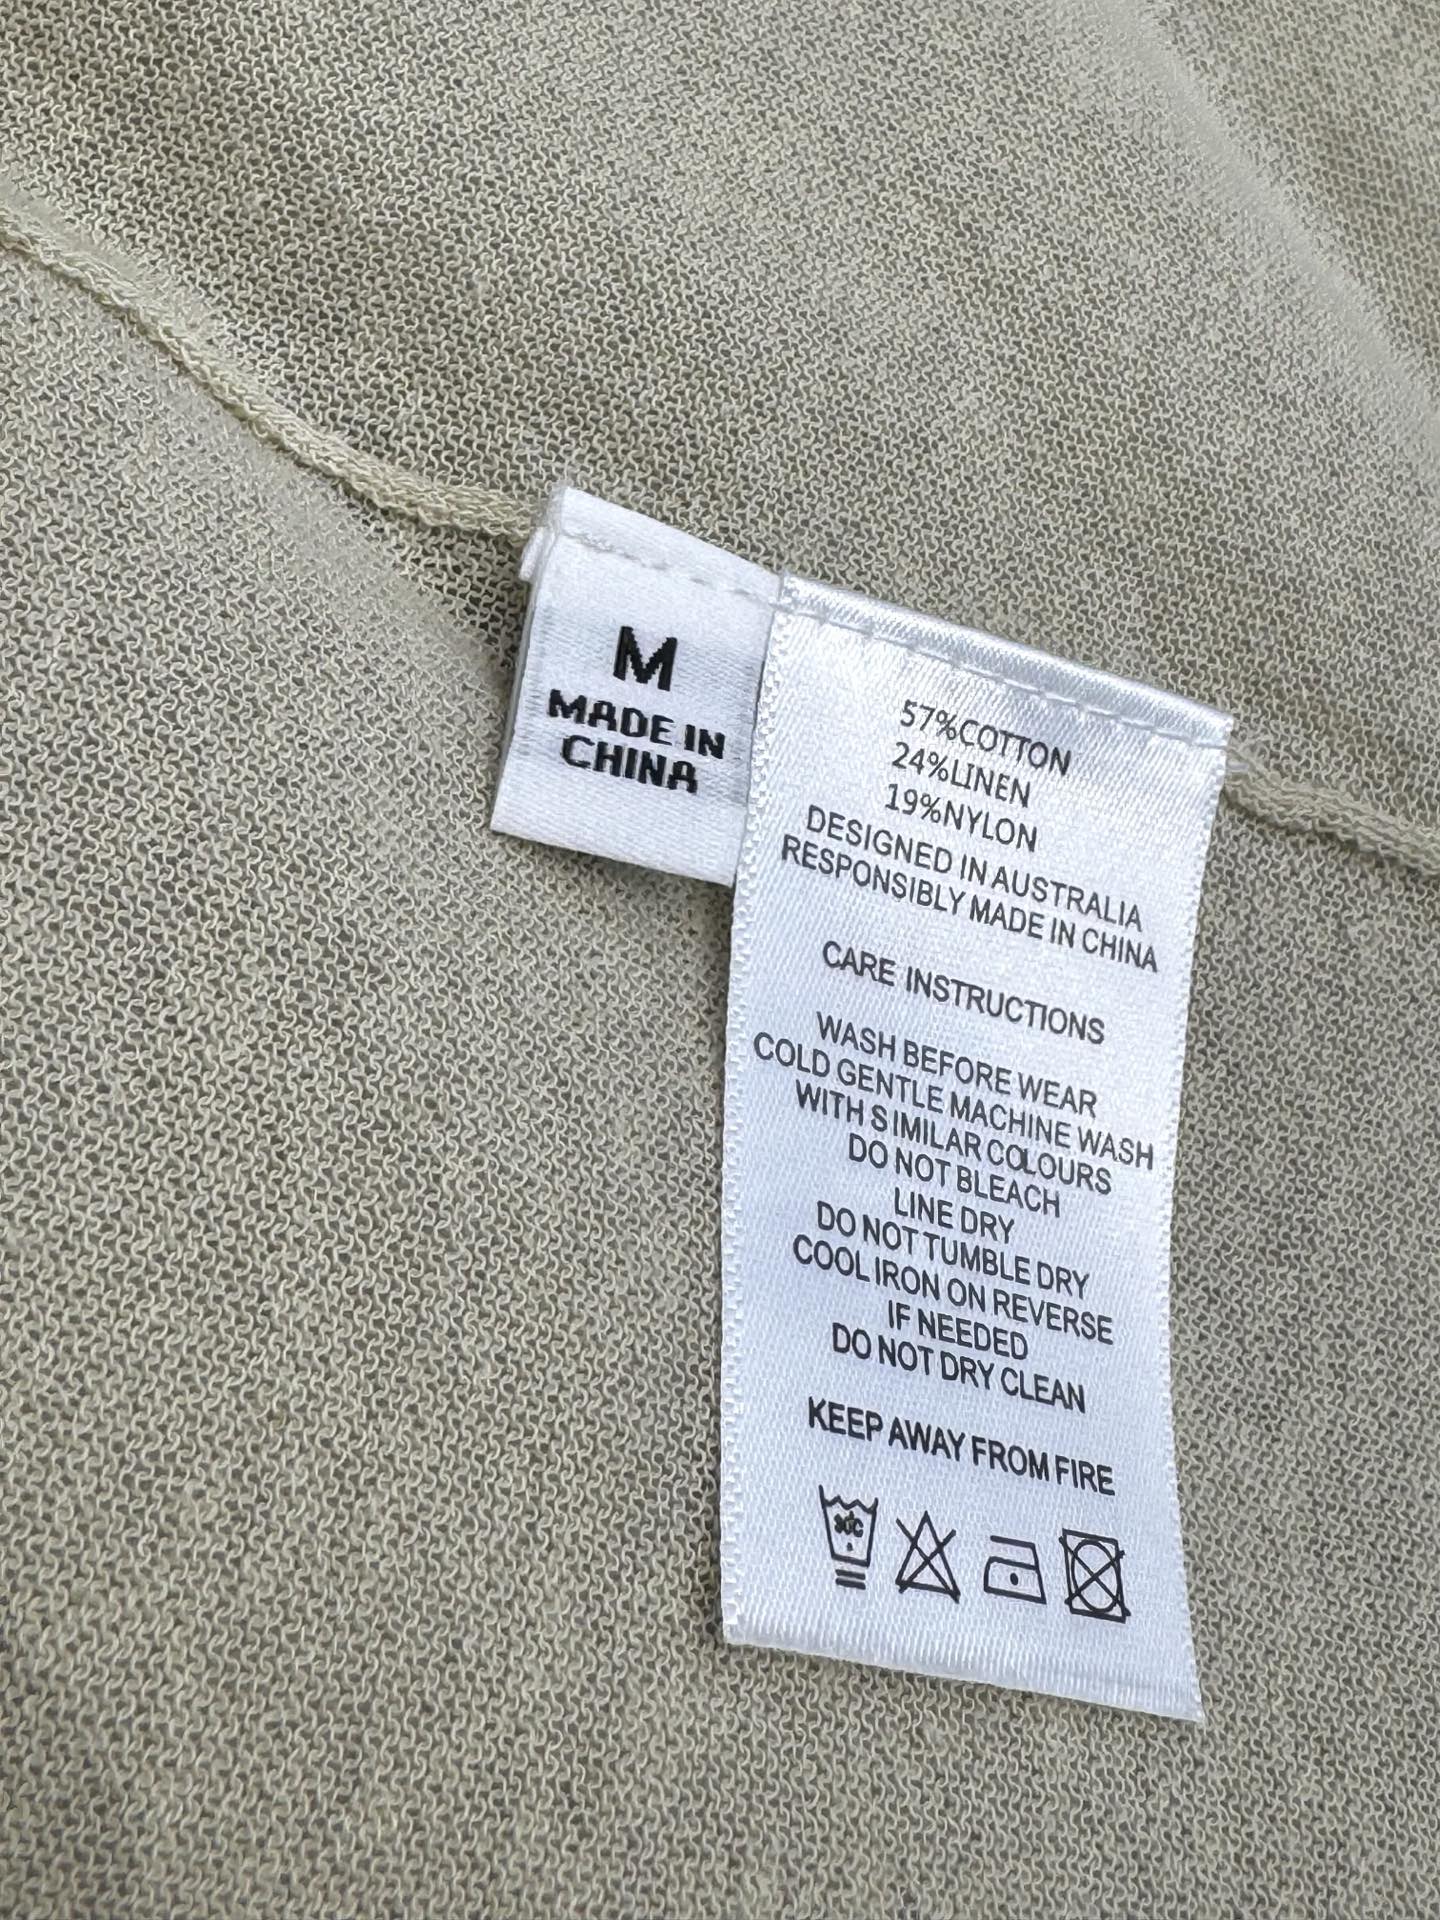 M
MADE IN
CHINA
57%COTTON
24%LINEN
19%NYLON
DESIGNED IN AUSTRALIA
RESPONSIBLY MADE IN CHINA
CARE INSTRUCTIONS
WASH BEFORE WEAR
COLD GENTLE MACHINE WASH
WITH SIMILAR COLOURS
DO NOT BLEACH
LINE DRY
DO NOT TUMBLE DRY
COOL IRON ON REVERSE
IF NEEDED
DO NOT DRY CLEAN
KEEP AWAY FROM FIRE